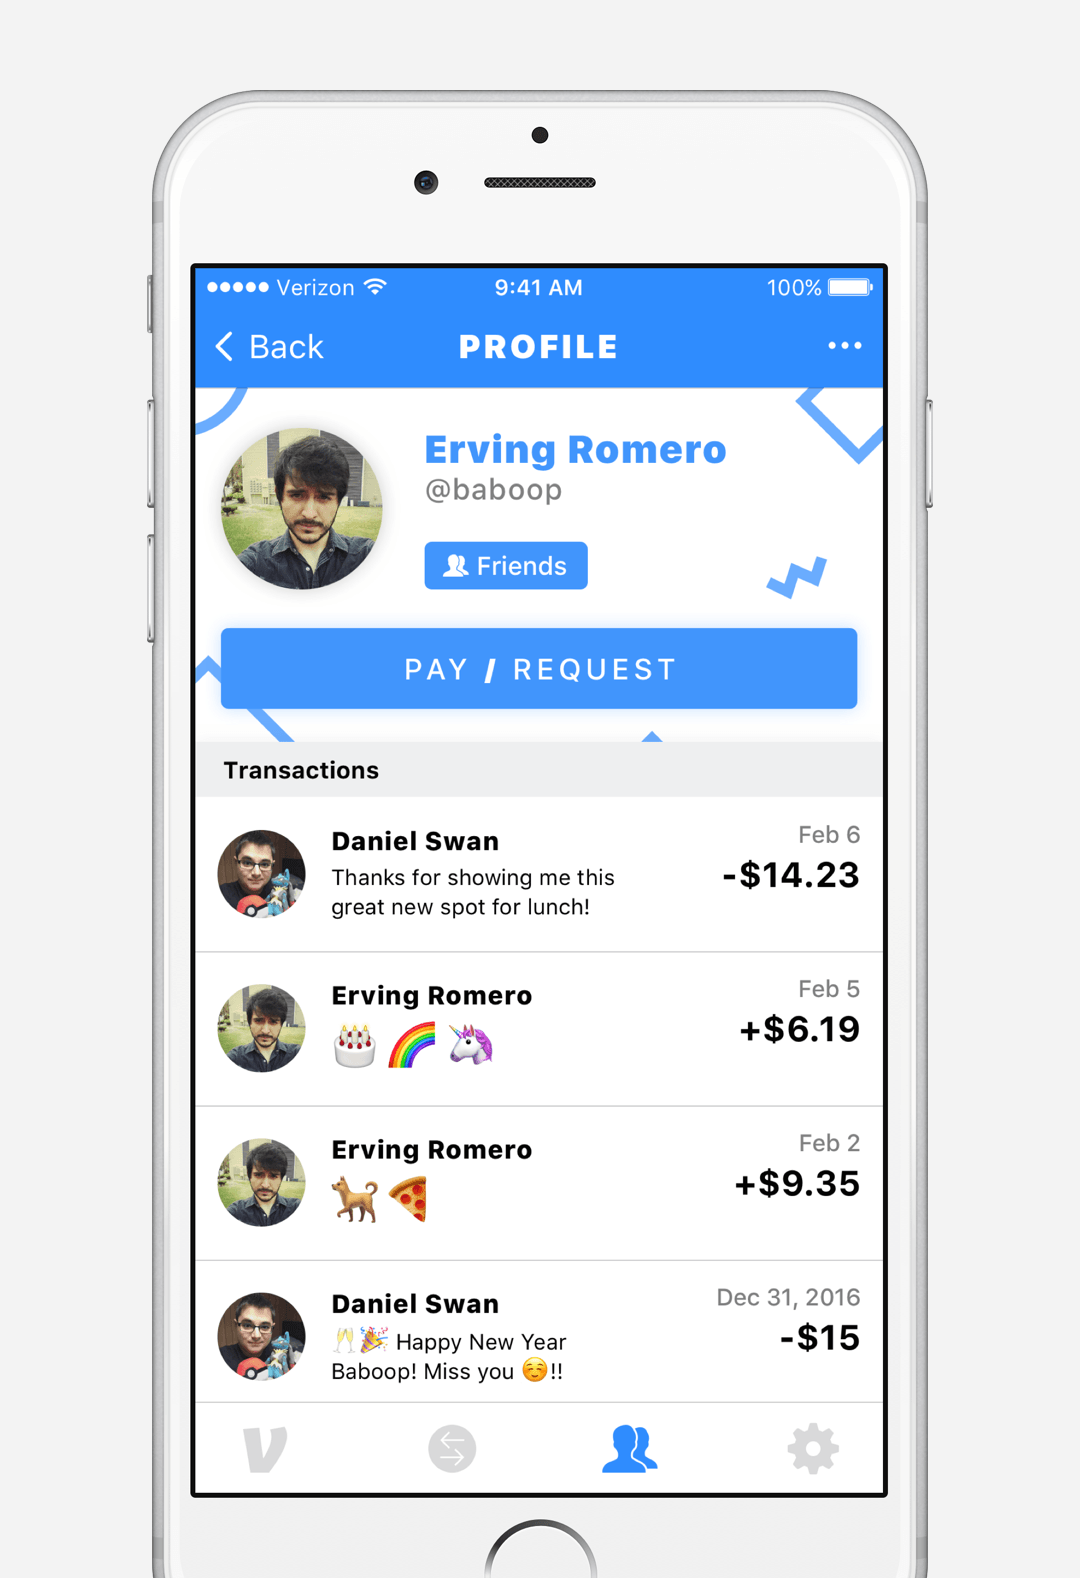 Verizon 9:41 AM 100%
Back PROFILE
Erving Romero
@baboop
Friends
PAY / REQUEST
Transactions
Daniel Swan Feb 6
Thanks for showing me this -$14.23
great new spot for lunch!
Erving Romero Feb 5
🎂🌈🦄 +$6.19
Erving Romero Feb 2
🐕🍕 +$9.35
Daniel Swan Dec 31, 2016
🥂🎉 Happy New Year -$15
Baboop! Miss you ☺️!!